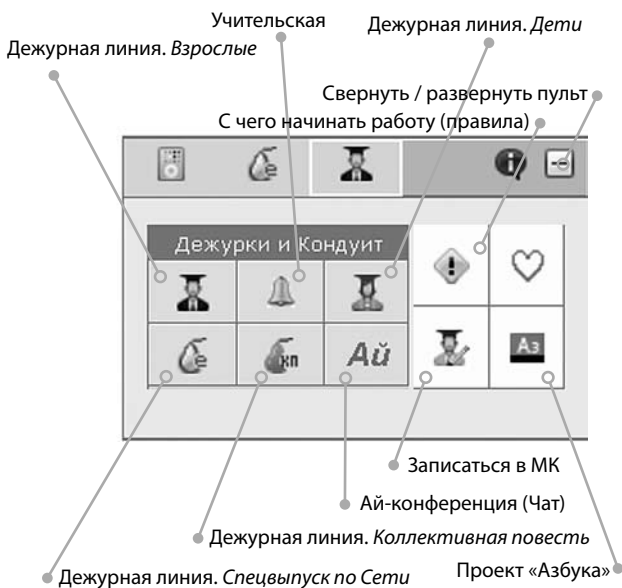 Учительская
Дежурная линия. Дети
Дежурная линия. Взрослые
Свернуть / развернуть пульт
С чего начинать работу (правила)
e
i
Дежурки и Кондуит
!
e
кп
Ай
Аз
Записаться в МК
Ай-конференция (Чат)
Дежурная линия. Коллективная повесть
Дежурная линия. Спецвыпуск по Сети
Проект «Азбука»